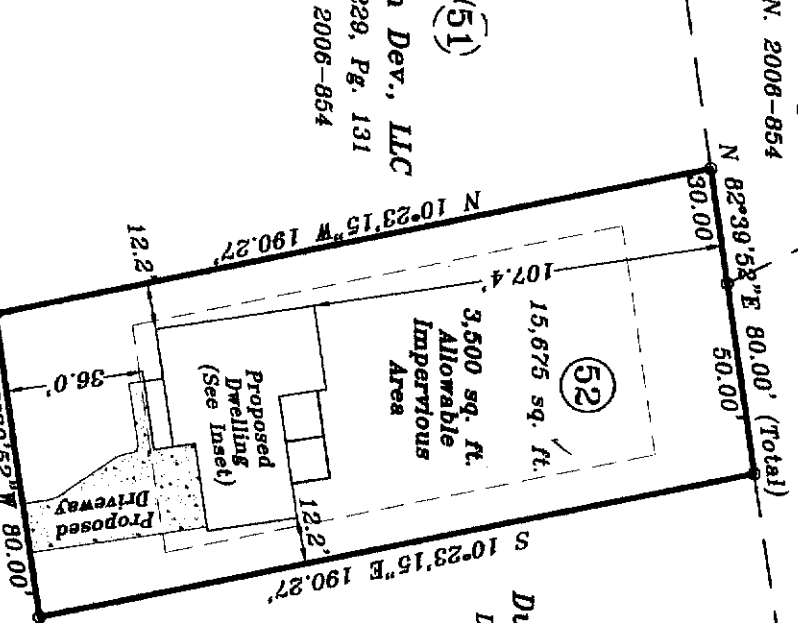 N. 2006-854
(51)
Dev., LLC
229, Pg. 131
2006-854
N 82°39'52"E 80.00' (Total)
30.00'
50.00'
N 10°23'15"W 190.27'
107.4'
(52)
15,675 sq. ft.
3,500 sq. ft.
Allowable
Impervious
Area
12.2'
Proposed
Dwelling
(See Inset)
12.2'
36.0'
Proposed
Driveway
S 10°23'15"E 190.27'
'52"W 80.00'